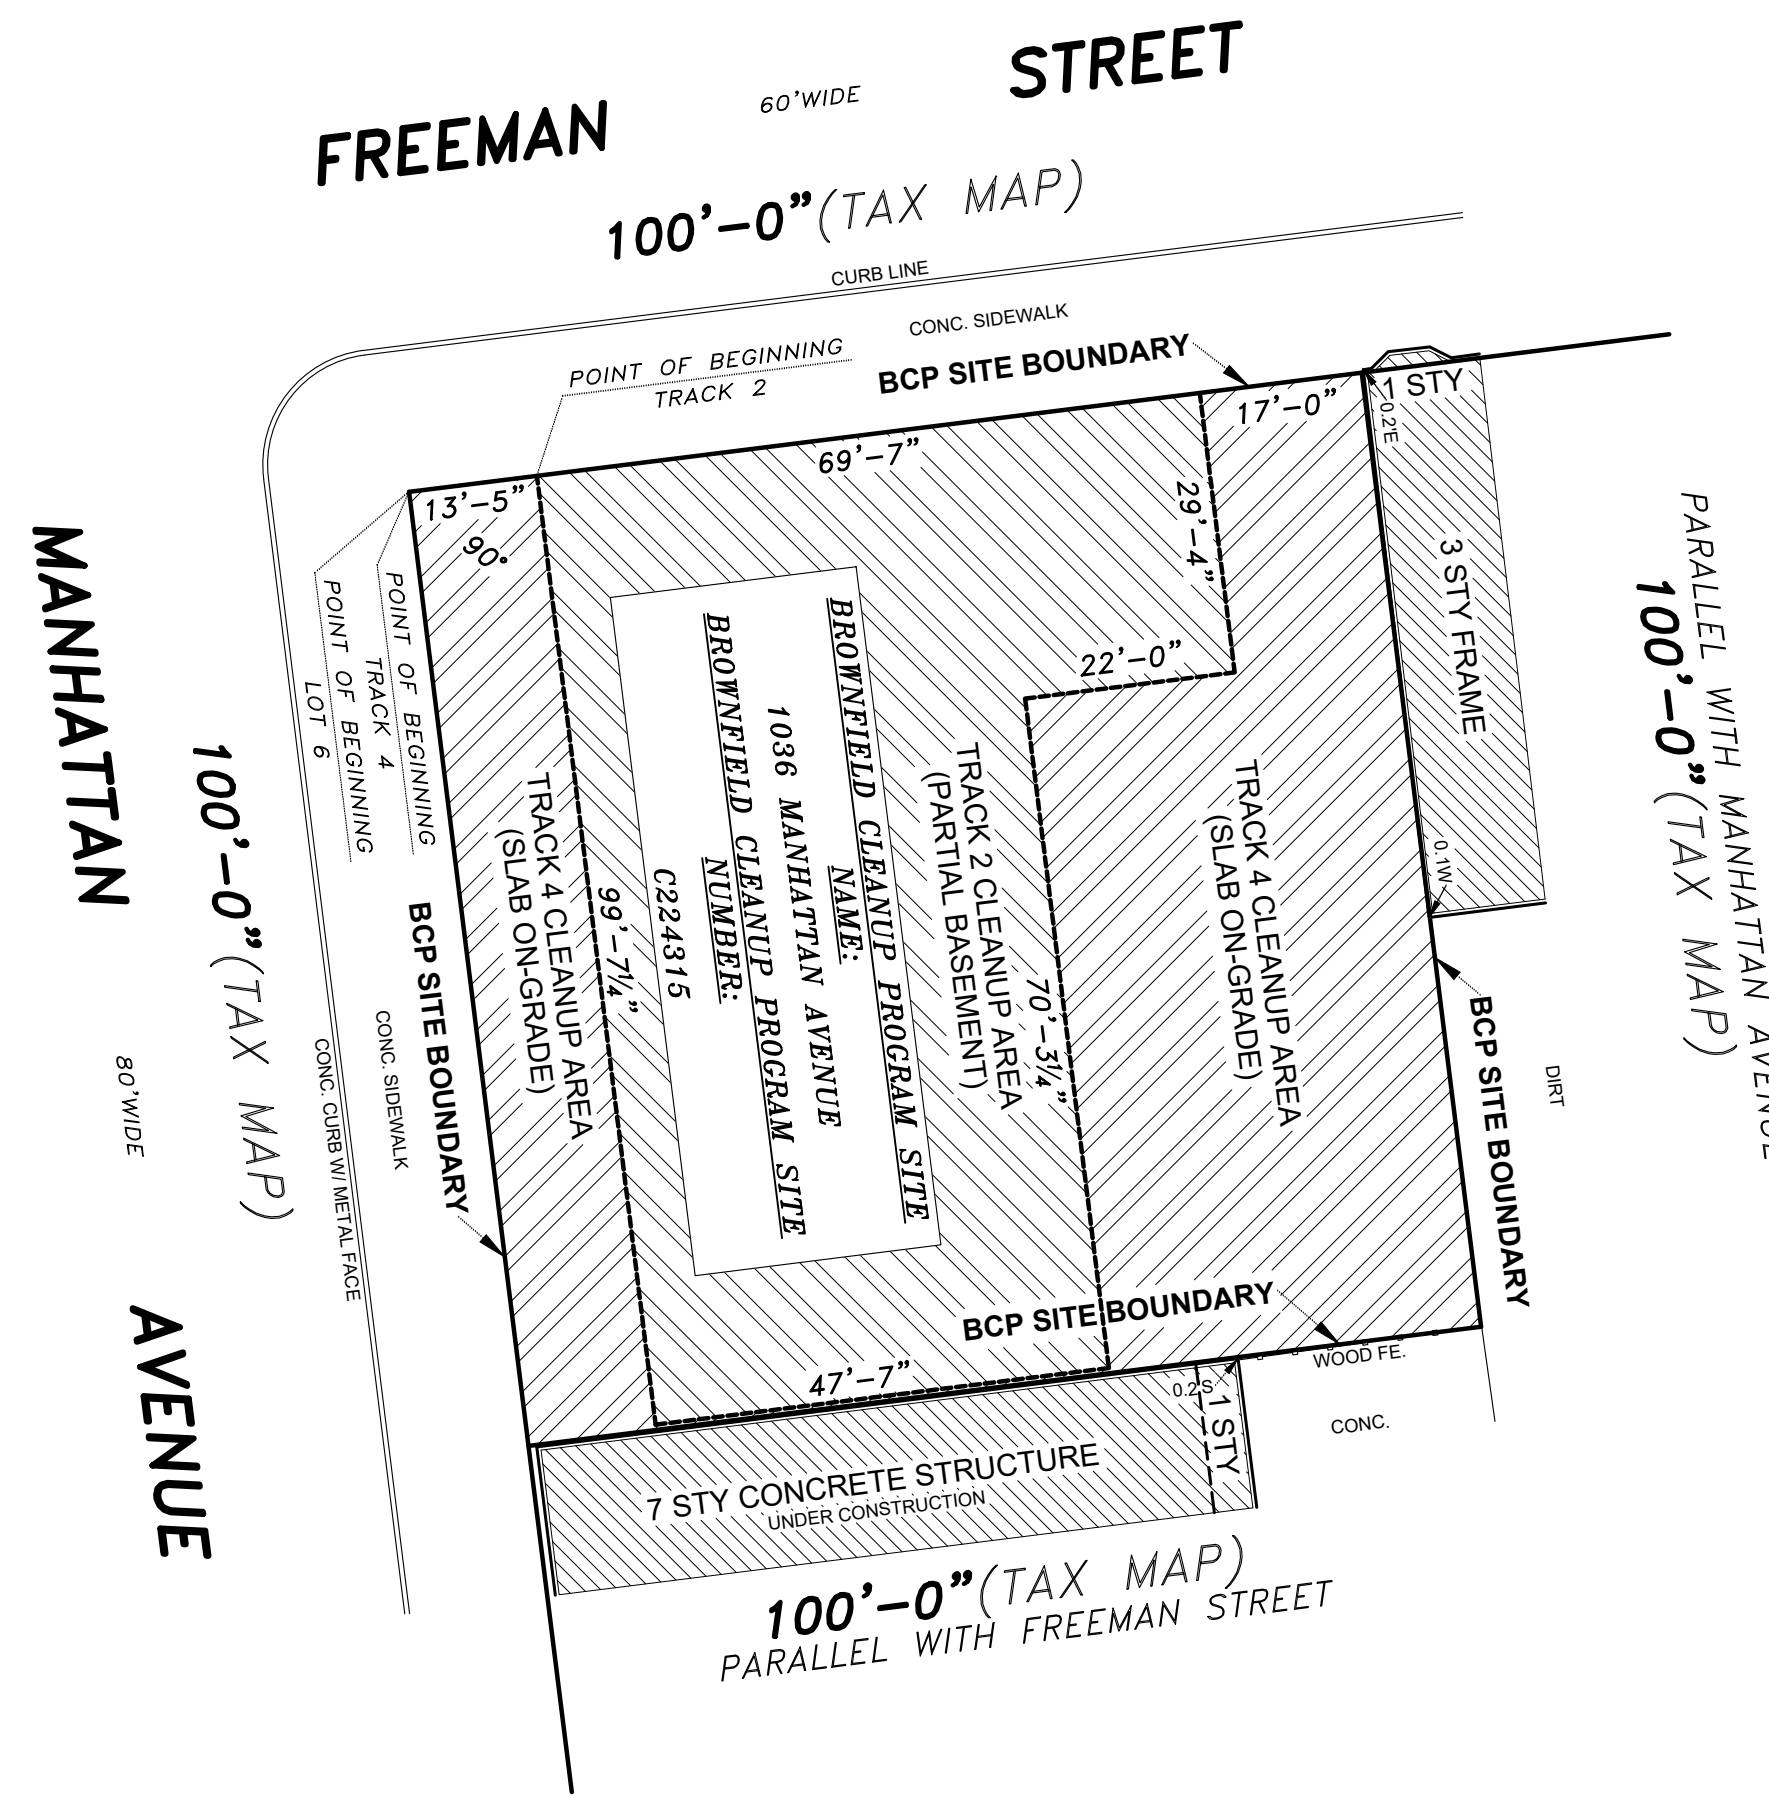 FREEMAN STREET
60'WIDE
100'-0"(TAX MAP)
CURB LINE
CONC. SIDEWALK
POINT OF BEGINNING
TRACK 2
BCP SITE BOUNDARY
13'-5"
90°
69'-7"
17'-0"
29'-4"
22'-0"
1 STY
0.2'E
3 STY FRAME
0.1'W
PARALLEL WITH MANHATTAN AVENUE
100'-0"(TAX MAP)
BCP SITE BOUNDARY
DIRT
MANHATTAN AVENUE
80'WIDE
100'-0"(TAX MAP)
CONC. CURB W/ METAL FACE
CONC. SIDEWALK
POINT OF BEGINNING
TRACK 4
POINT OF BEGINNING
LOT 6
BCP SITE BOUNDARY
TRACK 4 CLEANUP AREA
(SLAB ON-GRADE)
99'-7¼"
BROWNFIELD CLEANUP PROGRAM SITE
NAME:
1036 MANHATTAN AVENUE
BROWNFIELD CLEANUP PROGRAM SITE
NUMBER:
C224315
TRACK 2 CLEANUP AREA
(PARTIAL BASEMENT)
70'-3¼"
TRACK 4 CLEANUP AREA
(SLAB ON-GRADE)
BCP SITE BOUNDARY
47'-7"
WOOD FE.
0.2'S
1 STY
CONC.
7 STY CONCRETE STRUCTURE
UNDER CONSTRUCTION
100'-0"(TAX MAP)
PARALLEL WITH FREEMAN STREET